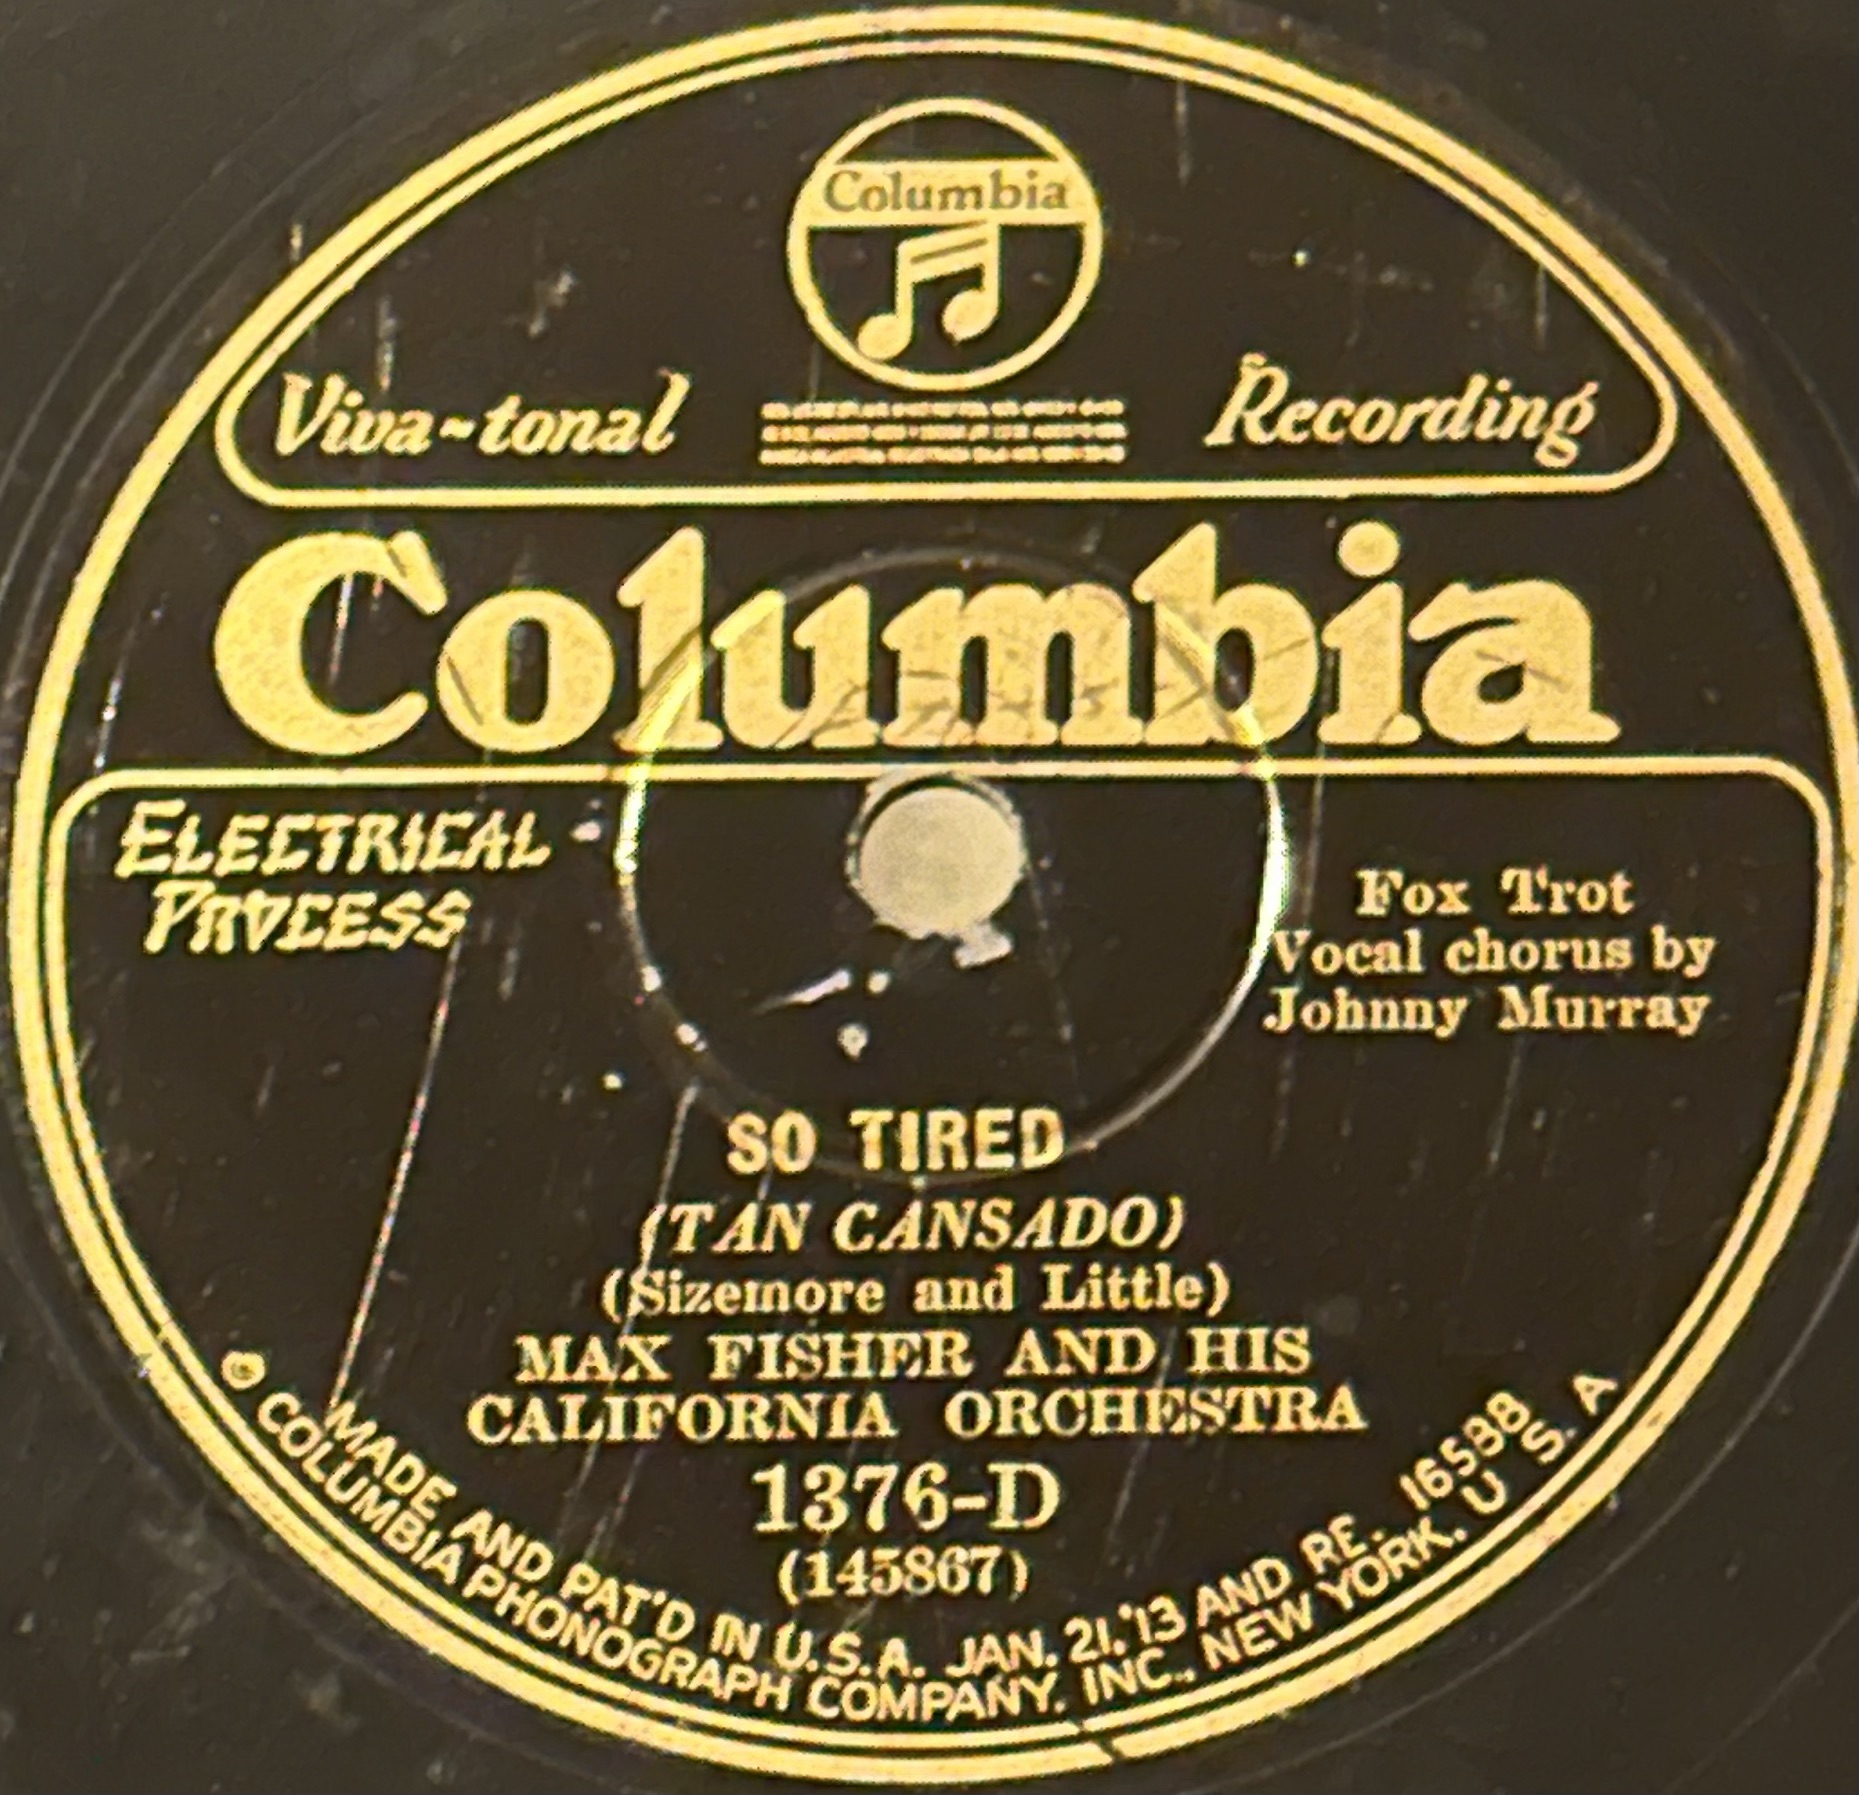 Columbia
Viva-tonal Recording
Columbia
ELECTRICAL
PROCESS
Fox Trot
Vocal chorus by
Johnny Murray
SO TIRED
(TAN CANSADO)
(Sizemore and Little)
MAX FISHER AND HIS
CALIFORNIA ORCHESTRA
1376-D
(145867)
MADE AND PAT'D IN U.S.A. JAN. 21.'13 AND RE. 16588
COLUMBIA PHONOGRAPH COMPANY. INC., NEW YORK. U S. A